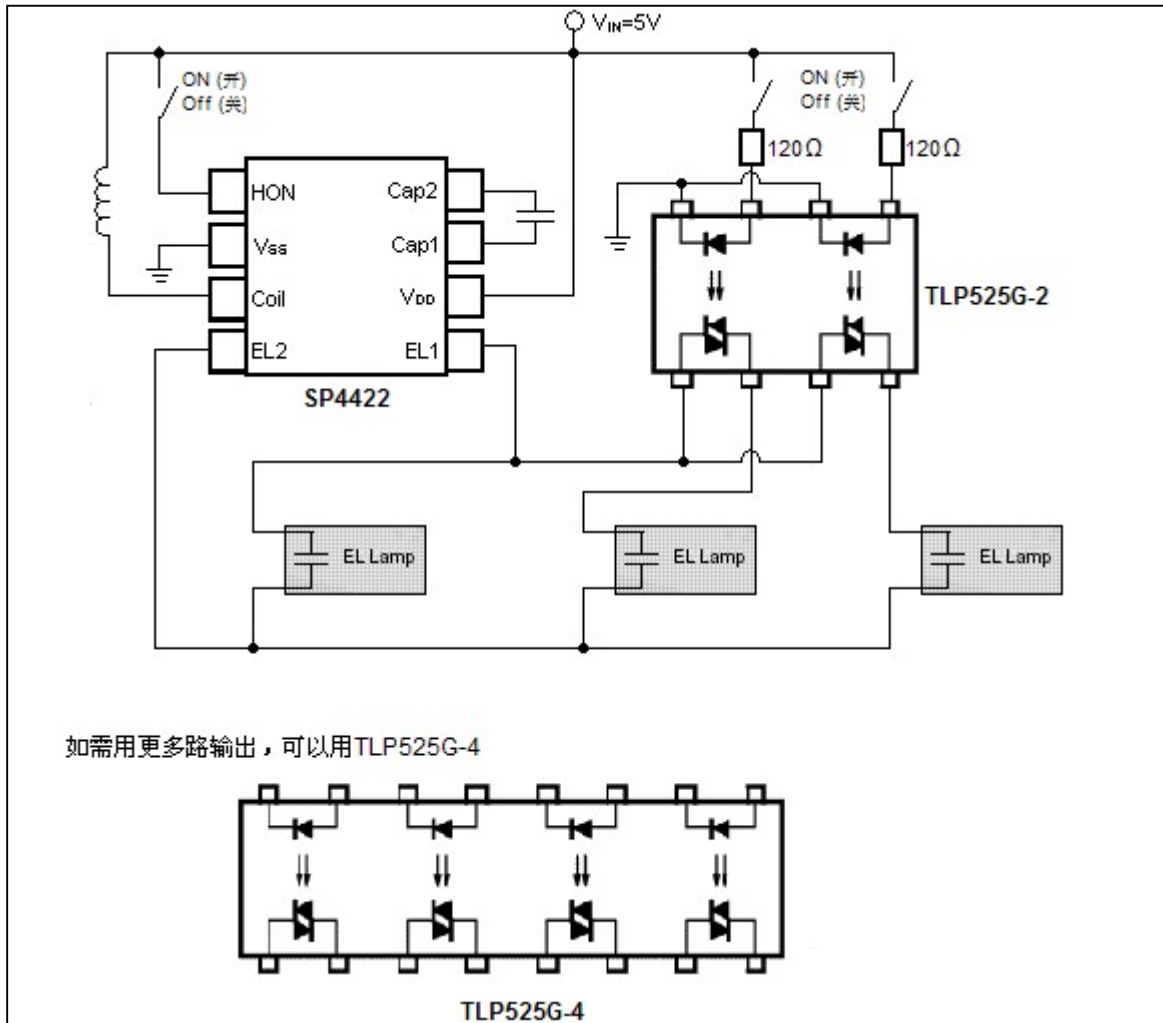 VIN=5V
ON (开)
Off (关)
ON (开)
Off (关)
120Ω
120Ω
HON
Vss
Coil
EL2
Cap2
Cap1
VDD
EL1
SP4422
TLP525G-2
EL Lamp
EL Lamp
EL Lamp
如需用更多路输出，可以用TLP525G-4
TLP525G-4